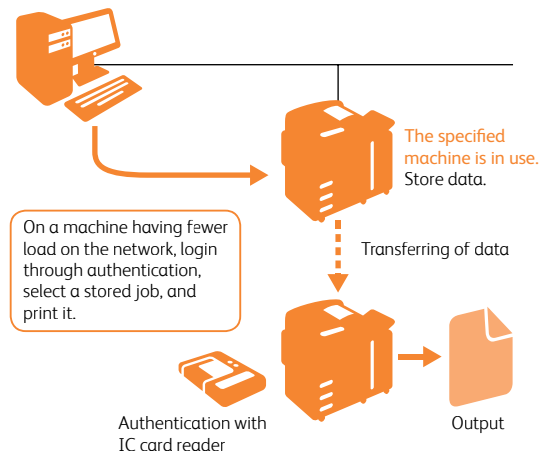 The specified
machine is in use.
Store data.
On a machine having fewer
load on the network, login
through authentication,
select a stored job, and
print it.
Transferring of data
Authentication with
IC card reader
Output